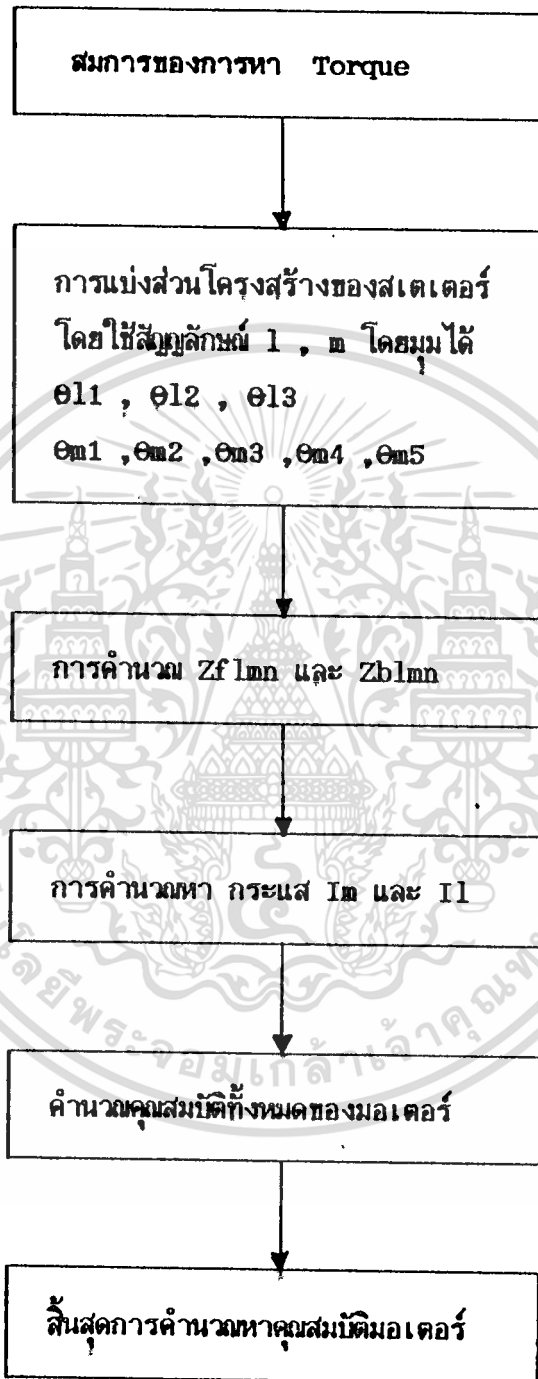 สมการของการหา Torque
การแบ่งส่วนโครงสร้างของสเตเตอร์
โดยใช้สัญญลักษณ์ l , m โดยมุมได้
θl1 , θl2 , θl3
θm1 ,θm2 ,θm3 ,θm4 ,θm5
การคำนวณ Zflmn และ Zblmn
การคำนวณหา กระแส Im และ Il
คำนวณคุณสมบัติทั้งหมดของมอเตอร์
สิ้นสุดการคำนวณหาคุณสมบัติมอเตอร์